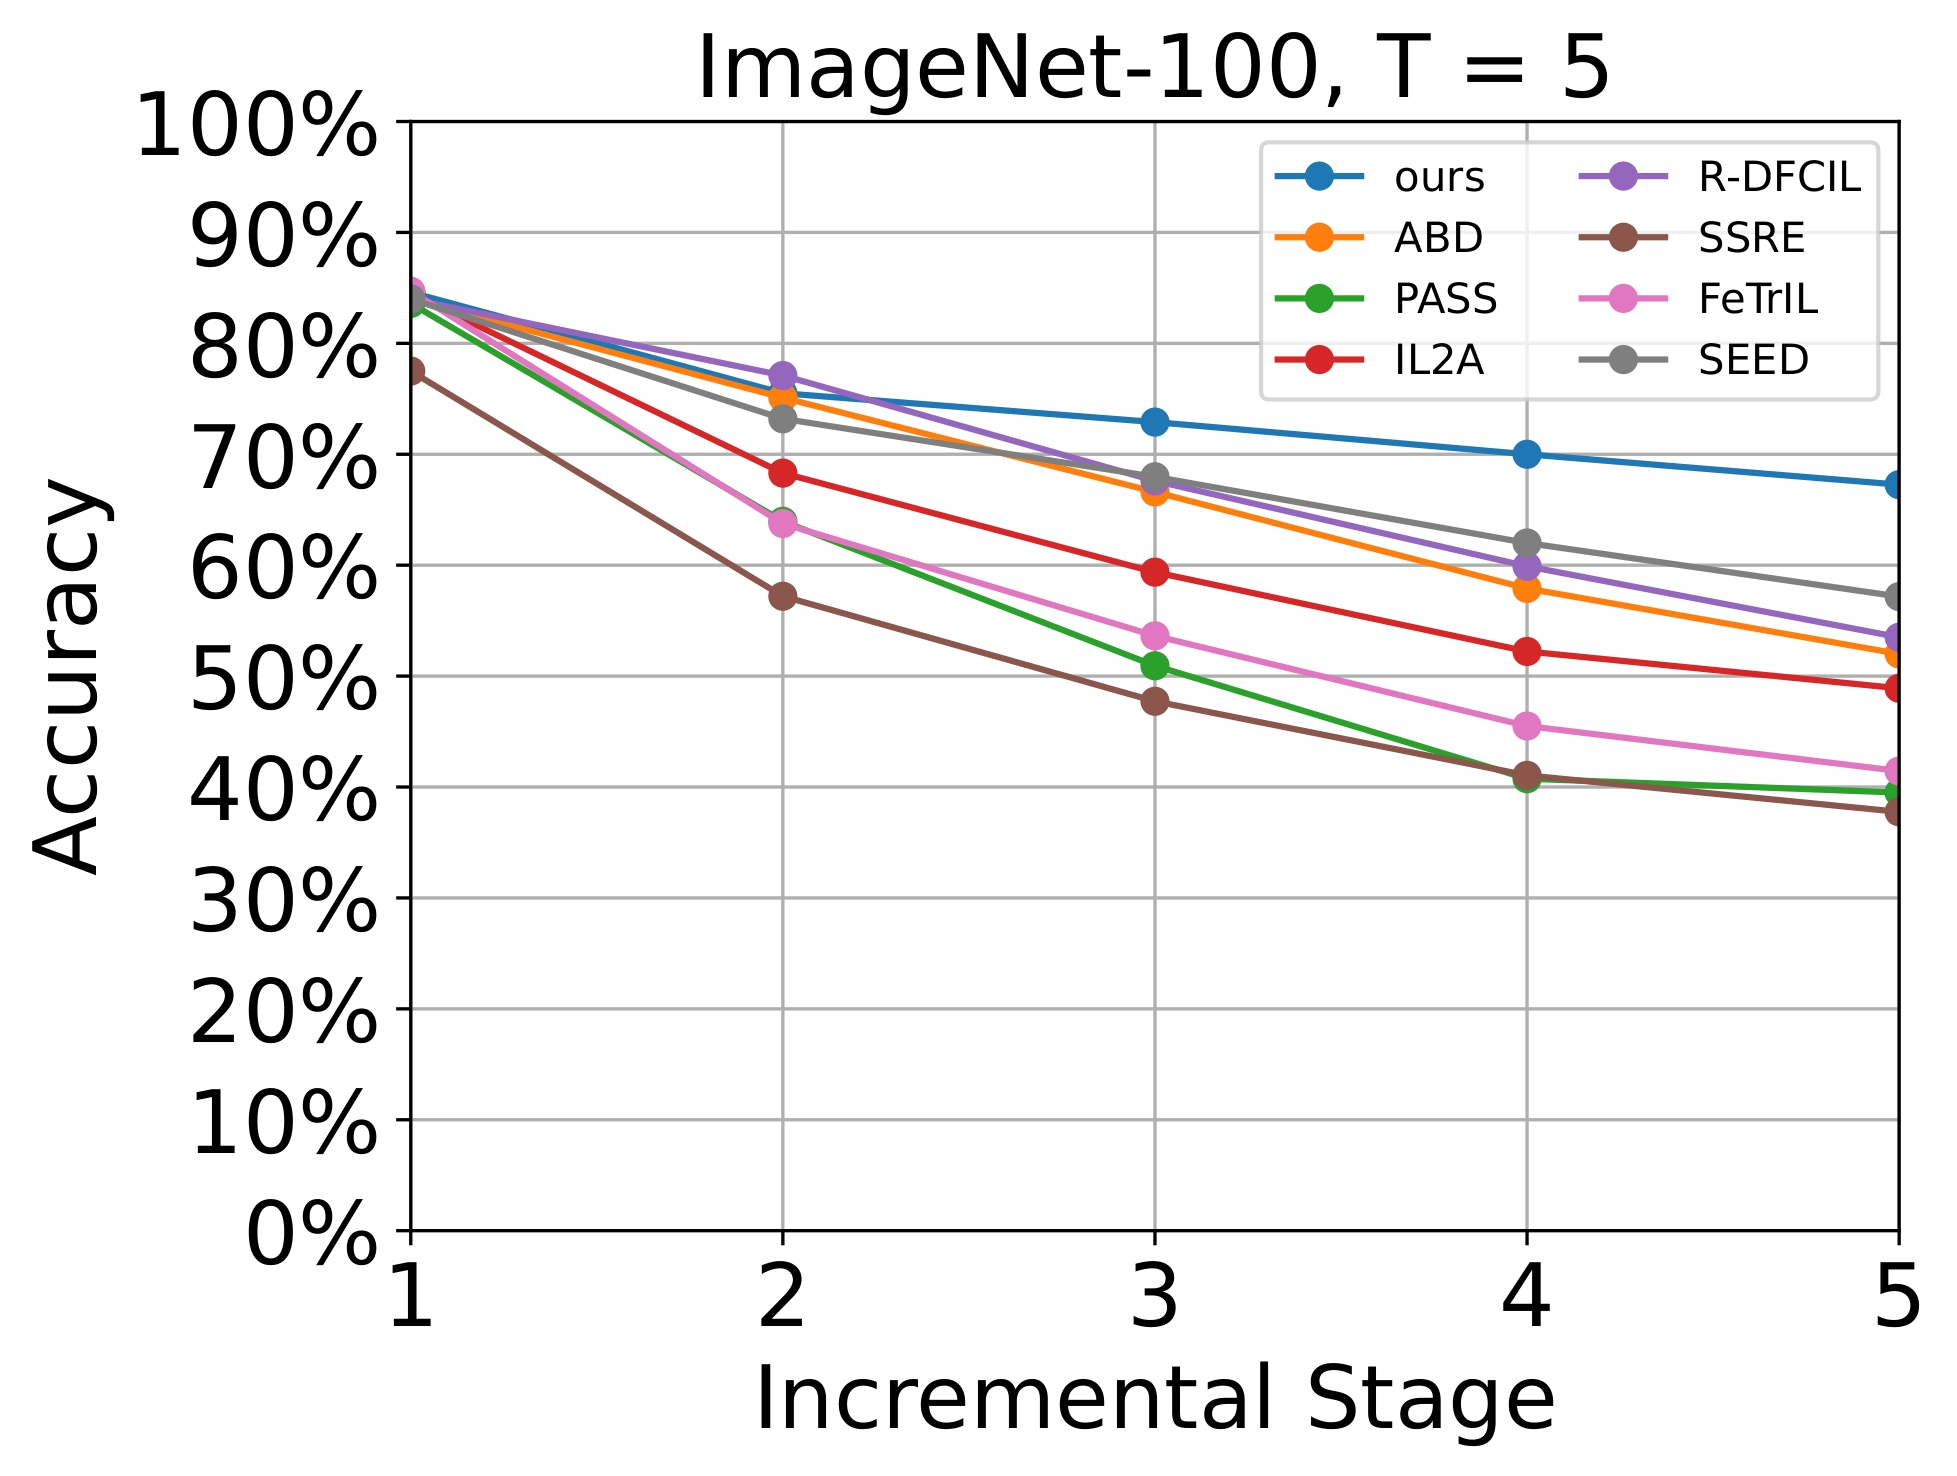 ImageNet-100, T = 5
100%
90%
80%
70%
60%
50%
40%
30%
20%
10%
0%
Accuracy
ours
ABD
PASS
IL2A
R-DFCIL
SSRE
FeTrIL
SEED
1 2 3 4 5
Incremental Stage